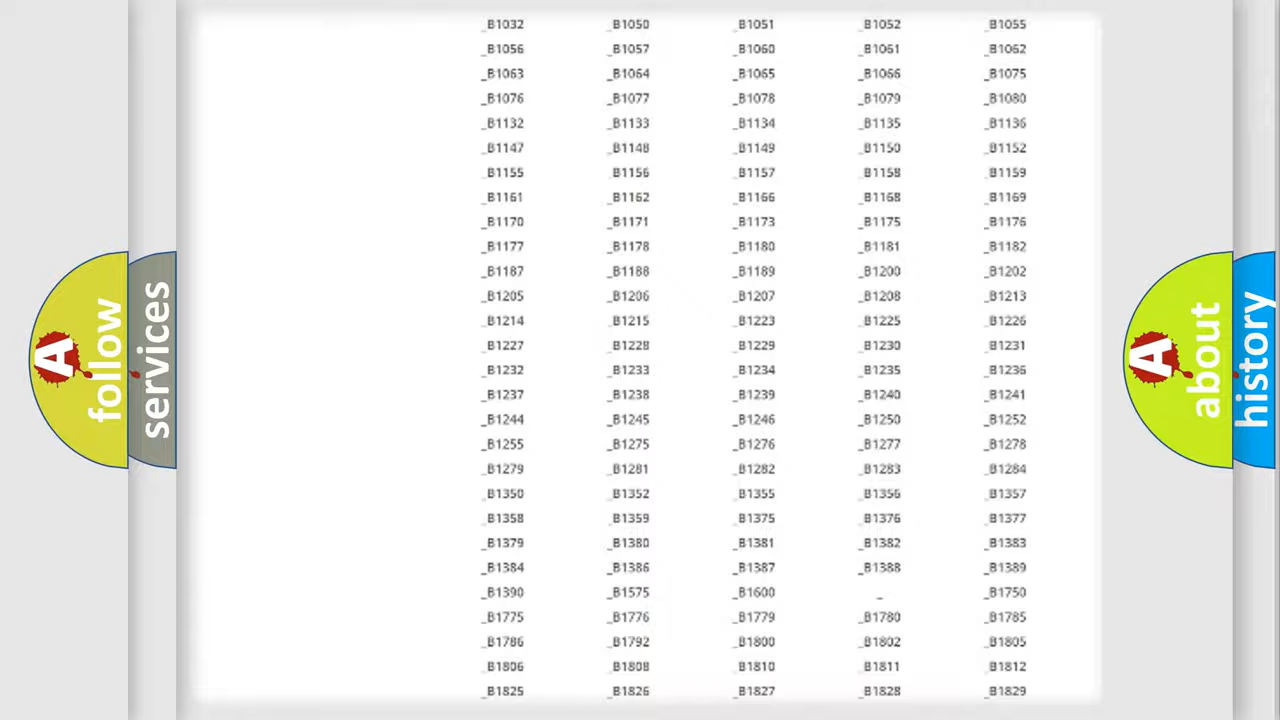 _B1032 _B1050 _B1051 _B1052 _B1055
_B1056 _B1057 _B1060 _B1061 _B1062
_B1063 _B1064 _B1065 _B1066 _B1075
_B1076 _B1077 _B1078 _B1079 _B1080
_B1132 _B1133 _B1134 _B1135 _B1136
_B1147 _B1148 _B1149 _B1150 _B1152
_B1155 _B1156 _B1157 _B1158 _B1159
_B1161 _B1162 _B1166 _B1168 _B1169
_B1170 _B1171 _B1173 _B1175 _B1176
_B1177 _B1178 _B1180 _B1181 _B1182
_B1187 _B1188 _B1189 _B1200 _B1202
_B1205 _B1206 _B1207 _B1208 _B1213
_B1214 _B1215 _B1223 _B1225 _B1226
_B1227 _B1228 _B1229 _B1230 _B1231
_B1232 _B1233 _B1234 _B1235 _B1236
_B1237 _B1238 _B1239 _B1240 _B1241
_B1244 _B1245 _B1246 _B1250 _B1252
_B1255 _B1275 _B1276 _B1277 _B1278
_B1279 _B1281 _B1282 _B1283 _B1284
_B1350 _B1352 _B1355 _B1356 _B1357
_B1358 _B1359 _B1375 _B1376 _B1377
_B1379 _B1380 _B1381 _B1382 _B1383
_B1384 _B1386 _B1387 _B1388 _B1389
_B1390 _B1575 _B1600 _ _B1750
_B1775 _B1776 _B1779 _B1780 _B1785
_B1786 _B1792 _B1800 _B1802 _B1805
_B1806 _B1808 _B1810 _B1811 _B1812
_B1825 _B1826 _B1827 _B1828 _B1829
A
follow
services
A
about
history